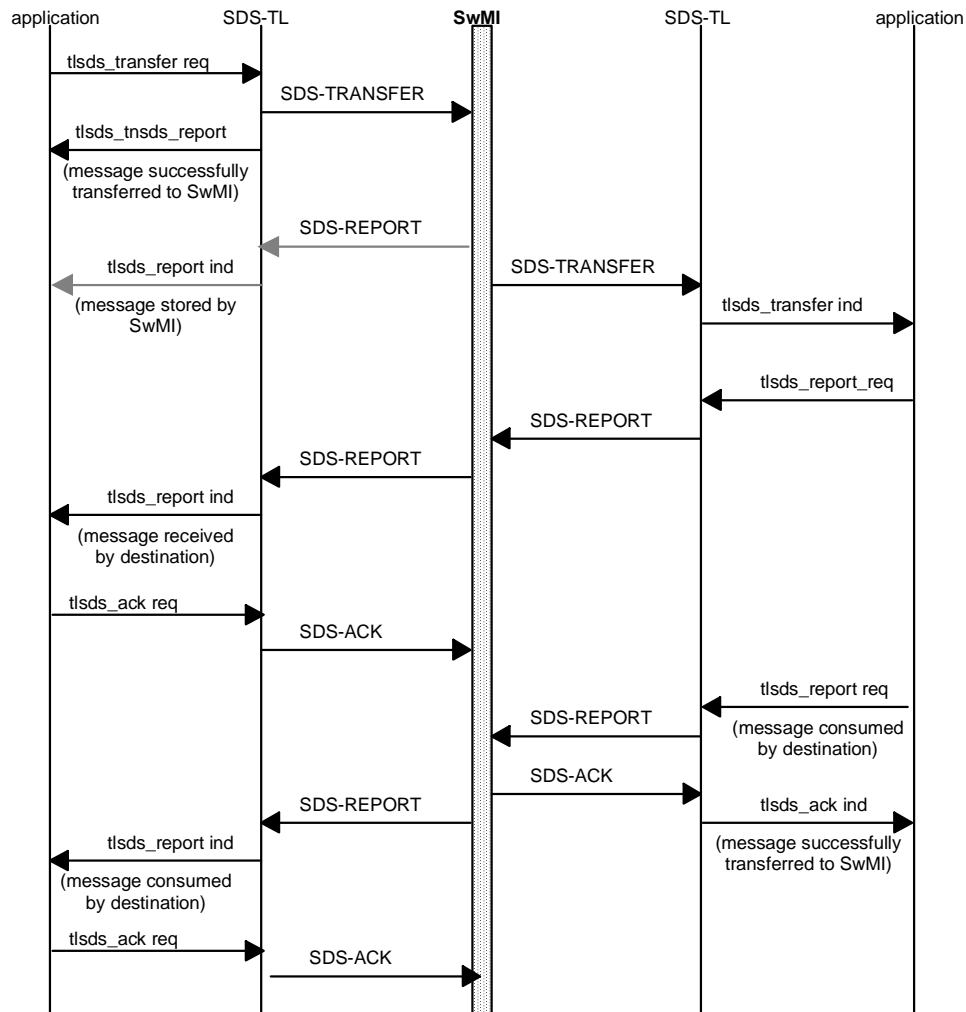 application
SDS-TL
SwMI
SDS-TL
application
tlsds_transfer req
SDS-TRANSFER
tlsds_tnsds_report
(message successfully
transferred to SwMI)
SDS-REPORT
tlsds_report ind
SDS-TRANSFER
(message stored by
SwMI)
tlsds_transfer ind
tlsds_report_req
SDS-REPORT
SDS-REPORT
tlsds_report ind
(message received
by destination)
tlsds_ack req
SDS-ACK
tlsds_report req
SDS-REPORT
(message consumed
by destination)
SDS-ACK
SDS-REPORT
tlsds_ack ind
tlsds_report ind
(message successfully
transferred to SwMI)
(message consumed
by destination)
tlsds_ack req
SDS-ACK